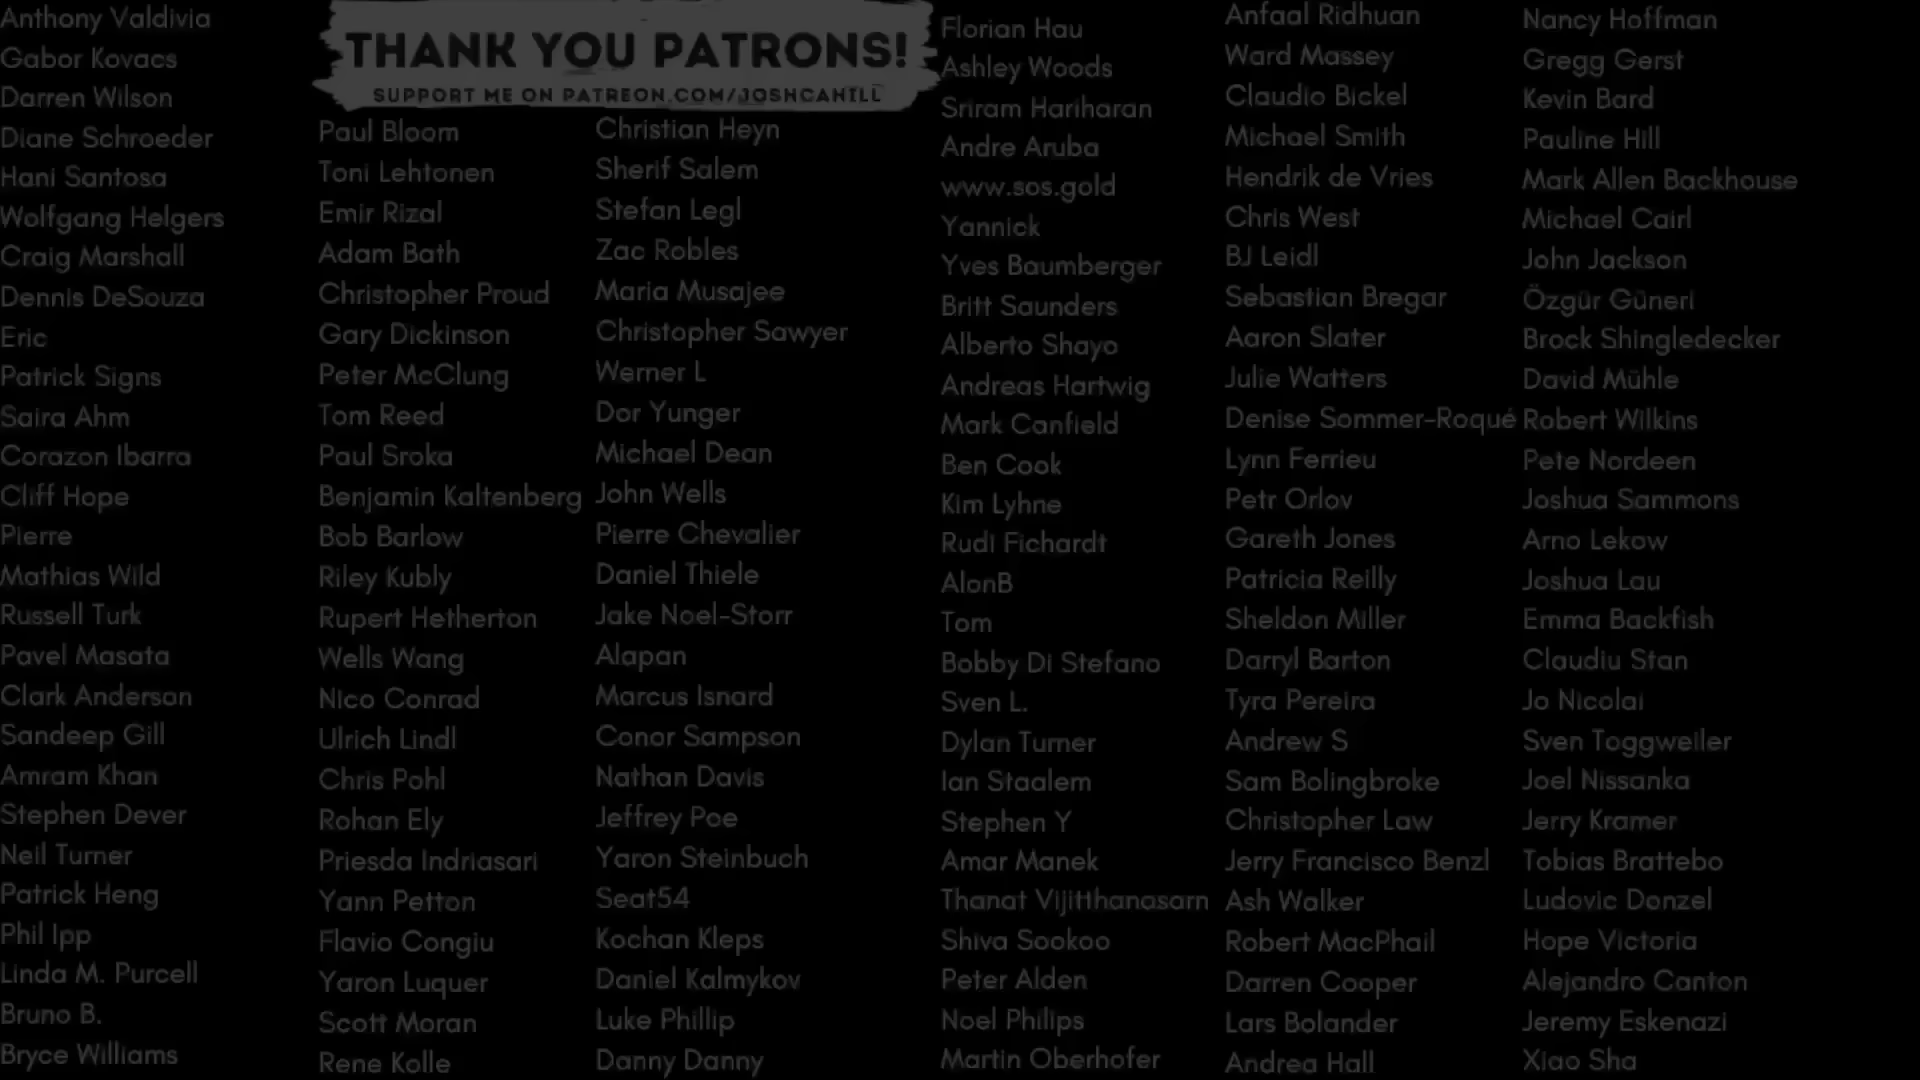 Anthony Valdivia
Gabor Kovacs
Darren Wilson
Diane Schroeder
Hani Santosa
Wolfgang Helgers
Craig Marshall
Dennis DeSouza
Eric
Patrick Signs
Saira Ahm
Corazon Ibarra
Cliff Hope
Pierre
Mathias Wild
Russell Turk
Pavel Masata
Clark Anderson
Sandeep Gill
Amram Khan
Stephen Dever
Neil Turner
Patrick Heng
Phil Ipp
Linda M. Purcell
Bruno B.
Bryce Williams
THANK YOU PATRONS!
SUPPORT ME ON PATREON.COM/JOSHCAHILL
Paul Bloom
Toni Lehtonen
Emir Rizal
Adam Bath
Christopher Proud
Gary Dickinson
Peter McClung
Tom Reed
Paul Sroka
Benjamin Kaltenberg
Bob Barlow
Riley Kubly
Rupert Hetherton
Wells Wang
Nico Conrad
Ulrich Lindl
Chris Pohl
Rohan Ely
Priesda Indriasari
Yann Petton
Flavio Congiu
Yaron Luquer
Scott Moran
Rene Kolle
Christian Heyn
Sherif Salem
Stefan Legl
Zac Robles
Maria Musajee
Christopher Sawyer
Werner L
Dor Yunger
Michael Dean
John Wells
Pierre Chevalier
Daniel Thiele
Jake Noel-Storr
Alapan
Marcus Isnard
Conor Sampson
Nathan Davis
Jeffrey Poe
Yaron Steinbuch
Seat54
Kochan Kleps
Daniel Kalmykov
Luke Phillip
Danny Danny
Florian Hau
Ashley Woods
Sriram Hariharan
Andre Aruba
www.sos.gold
Yannick
Yves Baumberger
Britt Saunders
Alberto Shayo
Andreas Hartwig
Mark Canfield
Ben Cook
Kim Lyhne
Rudi Fichardt
AlonB
Tom
Bobby Di Stefano
Sven L.
Dylan Turner
Ian Staalem
Stephen Y
Amar Manek
Thanat Vijitthanasarn
Shiva Sookoo
Peter Alden
Noel Philips
Martin Oberhofer
Anfaal Ridhuan
Ward Massey
Claudio Bickel
Michael Smith
Hendrik de Vries
Chris West
BJ Leidl
Sebastian Bregar
Aaron Slater
Julie Watters
Denise Sommer-Roqué
Lynn Ferrieu
Petr Orlov
Gareth Jones
Patricia Reilly
Sheldon Miller
Darryl Barton
Tyra Pereira
Andrew S
Sam Bolingbroke
Christopher Law
Jerry Francisco Benzl
Ash Walker
Robert MacPhail
Darren Cooper
Lars Bolander
Andrea Hall
Nancy Hoffman
Gregg Gerst
Kevin Bard
Pauline Hill
Mark Allen Backhouse
Michael Cairl
John Jackson
Özgür Güneri
Brock Shingledecker
David Mühle
Robert Wilkins
Pete Nordeen
Joshua Sammons
Arno Lekow
Joshua Lau
Emma Backfish
Claudiu Stan
Jo Nicolai
Sven Toggweiler
Joel Nissanka
Jerry Kramer
Tobias Brattebo
Ludovic Donzel
Hope Victoria
Alejandro Canton
Jeremy Eskenazi
Xiao Sha